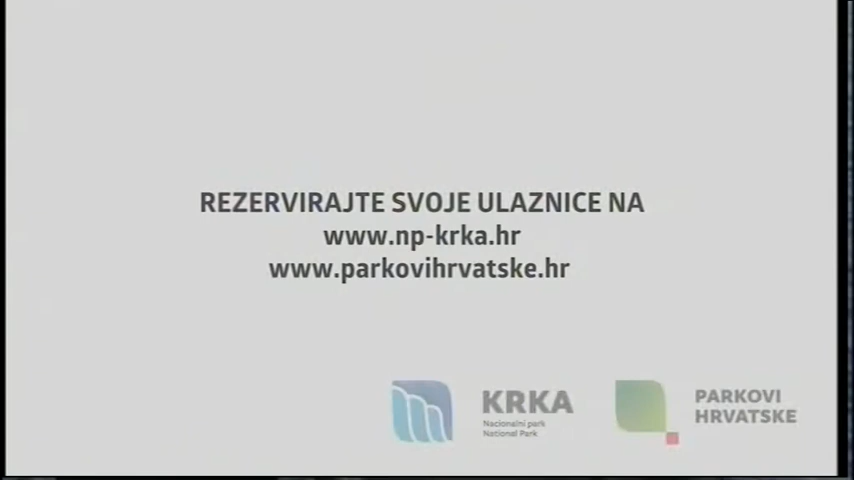 REZERVIRAJTE SVOJE ULAZNICE NA
www.np-krka.hr
www.parkovihrvatske.hr
KRKA
Nacionalni park
National Park
PARKOVI
HRVATSKE